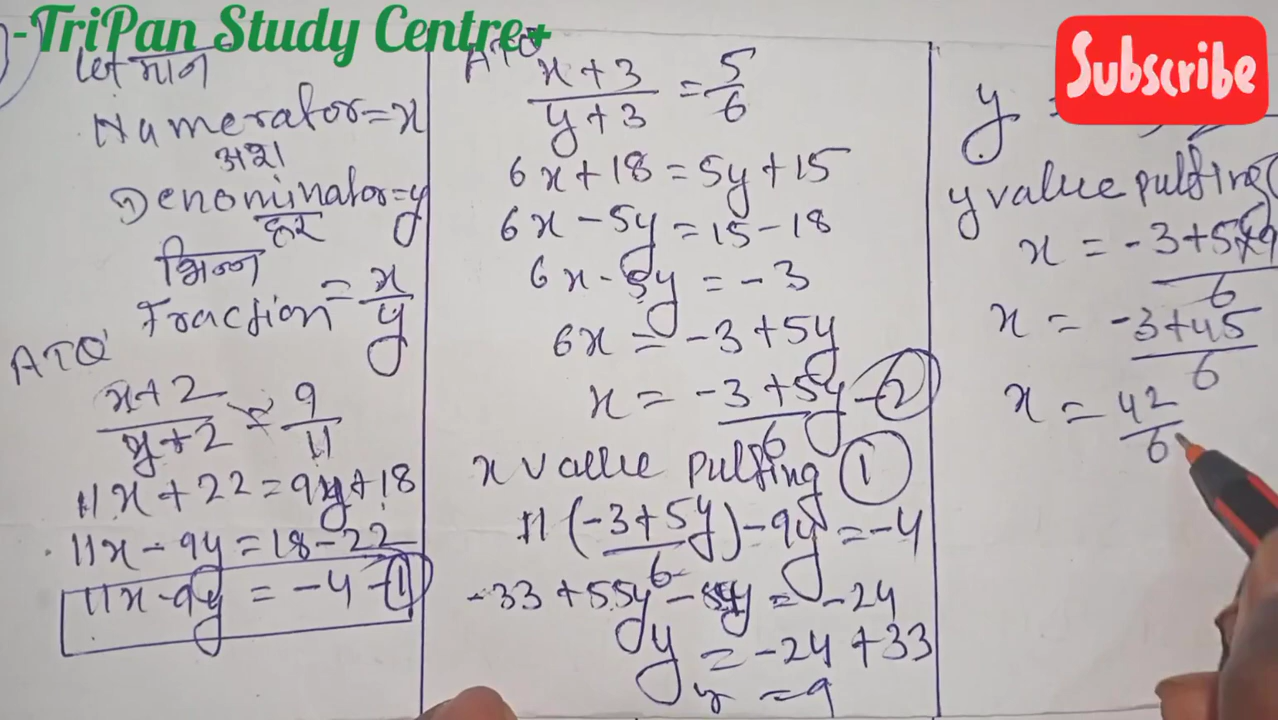 -TriPan Study Centre+
Subscribe
Let मान
Numerator=x
अंश
Denominator=y
हर
भिन्न
Fraction = x/y
ATQ
x+2/y+2 = 9/11
11x+22=9y+18
11x-9y=18-22
11x-9y = -4 -①
ATQ
x+3/y+3 = 5/6
6x+18=5y+15
6x-5y=15-18
6x-5y=-3
6x=-3+5y
x = -3+5y/6 -②
x value putting ①
11(-3+5y/6)-9y=-4
-33+55y-54y=-24
y = -24+33
y =9
y =
y value putting
x = -3+5×9/6
x = -3+45/6
x = 42/6